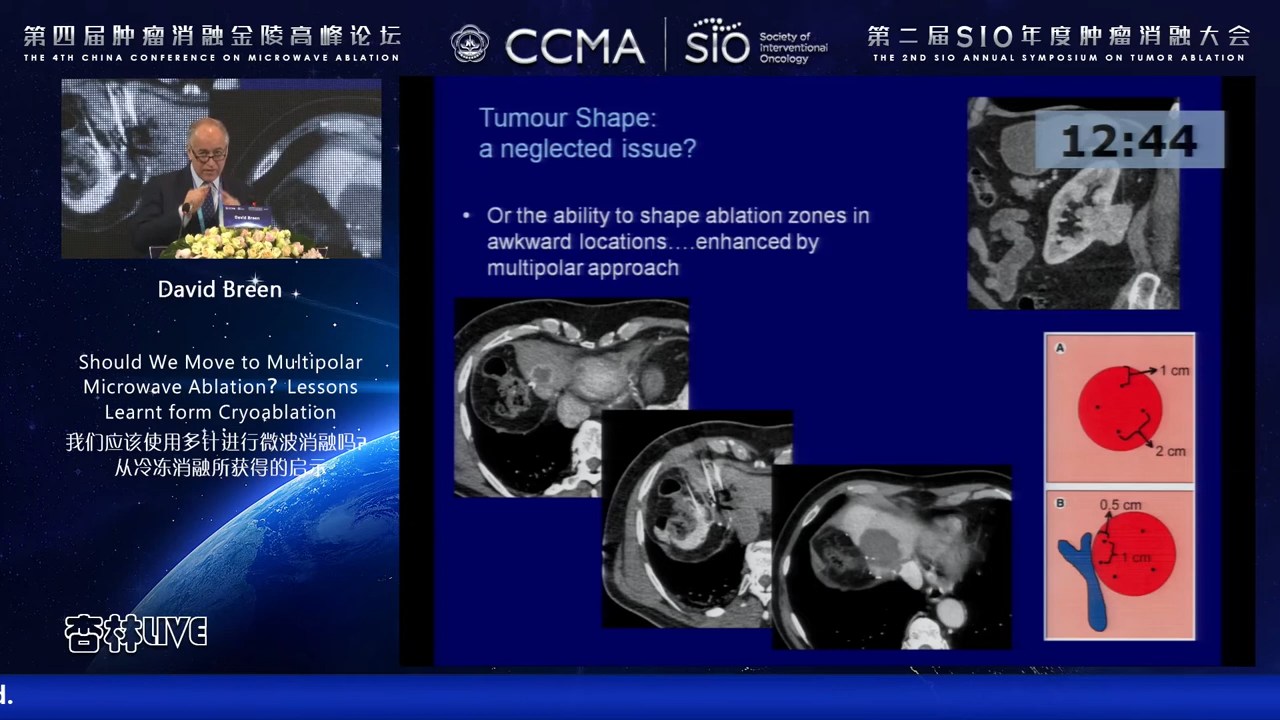 第四届肿瘤消融金陵高峰论坛
THE 4TH CHINA CONFERENCE ON MICROWAVE ABLATION
CCMA
SIO
Society of
Interventional
Oncology
第二届SIO年度肿瘤消融大会
THE 2ND SIO ANNUAL SYMPOSIUM ON TUMOR ABLATION
David Breen
David Breen
Should We Move to Multipolar
Microwave Ablation? Lessons
Learnt form Cryoablation
我们应该使用多针进行微波消融吗?
从冷冻消融所获得的启示
杏林LIVE
Tumour Shape:
a neglected issue?
12:44
• Or the ability to shape ablation zones in
awkward locations....enhanced by
multipolar approach
A
1 cm
2 cm
B
0.5 cm
1 cm
d.